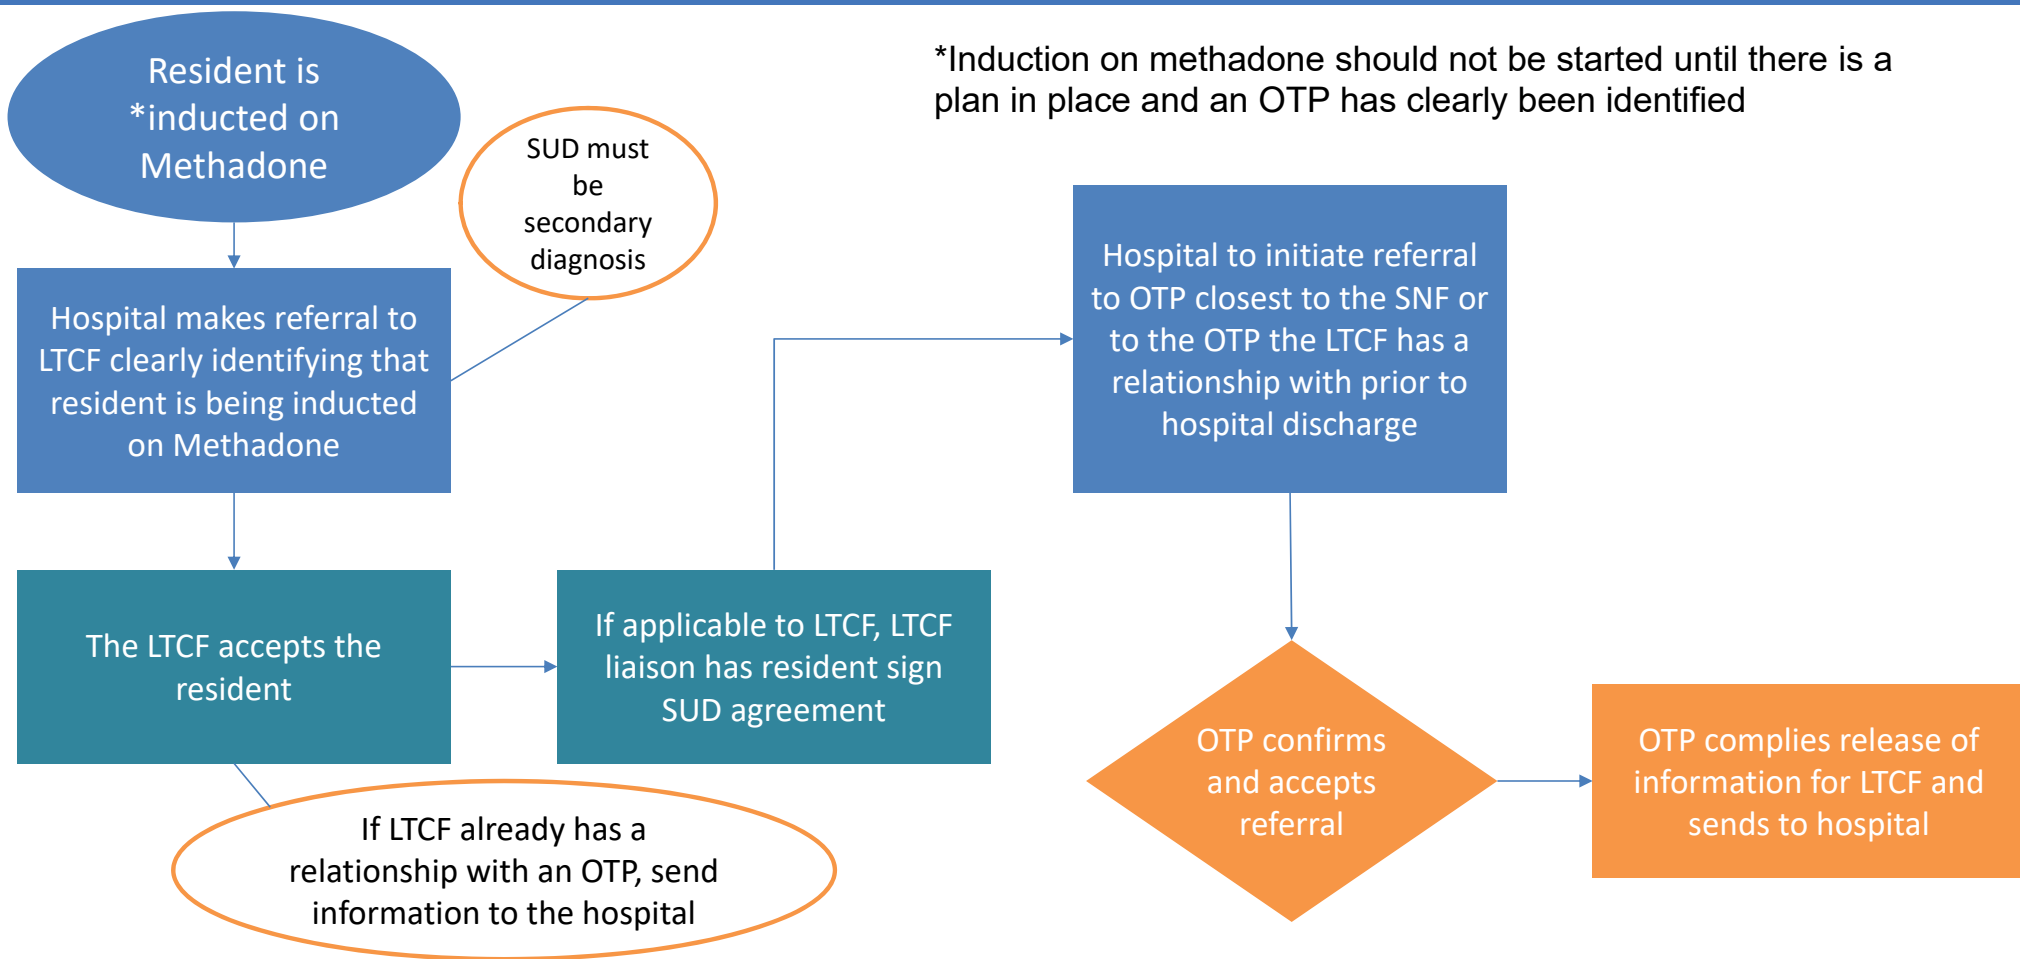 Resident is
*inducted on
Methadone
*Induction on methadone should not be started until there is a
plan in place and an OTP has clearly been identified
SUD must
be
secondary
diagnosis
Hospital makes referral to
LTCF clearly identifying that
resident is being inducted
on Methadone
The LTCF accepts the
resident
If LTCF already has a
relationship with an OTP, send
information to the hospital
If applicable to LTCF, LTCF
liaison has resident sign
SUD agreement
Hospital to initiate referral
to OTP closest to the SNF or
to the OTP the LTCF has a
relationship with prior to
hospital discharge
OTP confirms
and accepts
referral
OTP complies release of
information for LTCF and
sends to hospital